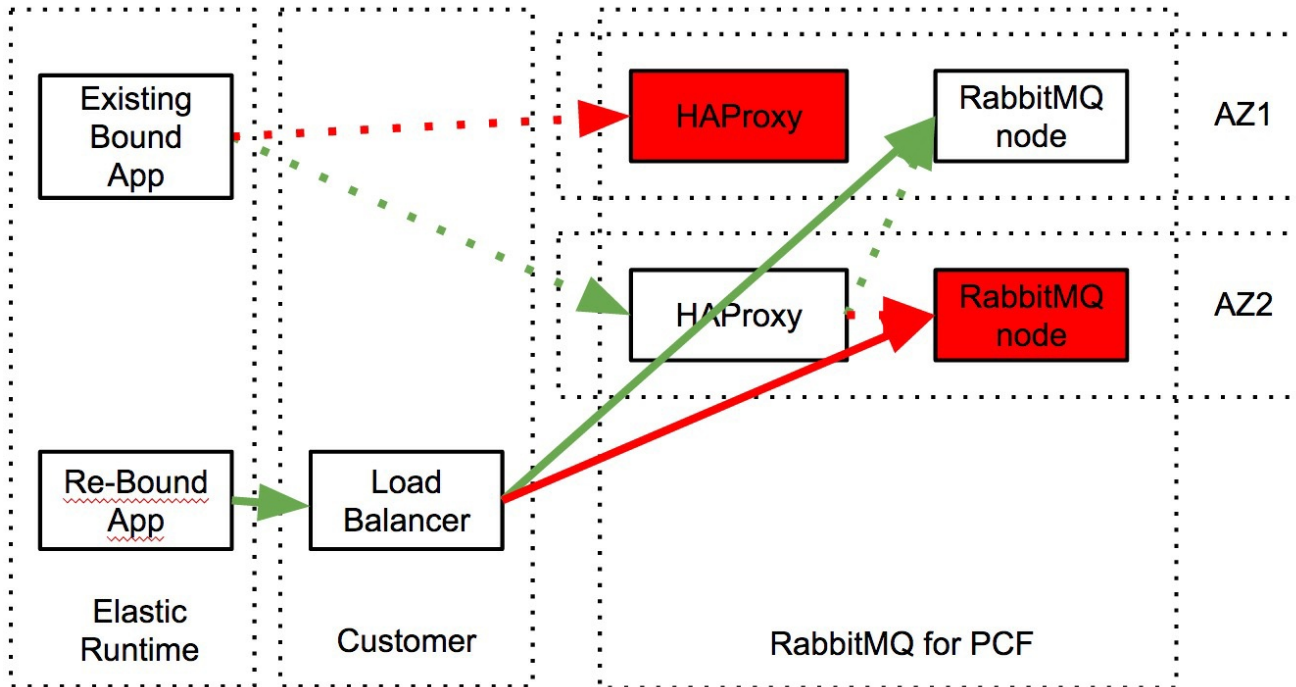 Existing
Bound
App
HAProxy
RabbitMQ
node
AZ1
HAProxy
RabbitMQ
node
AZ2
Re-Bound
App
Load
Balancer
Elastic
Runtime
Customer
RabbitMQ for PCF